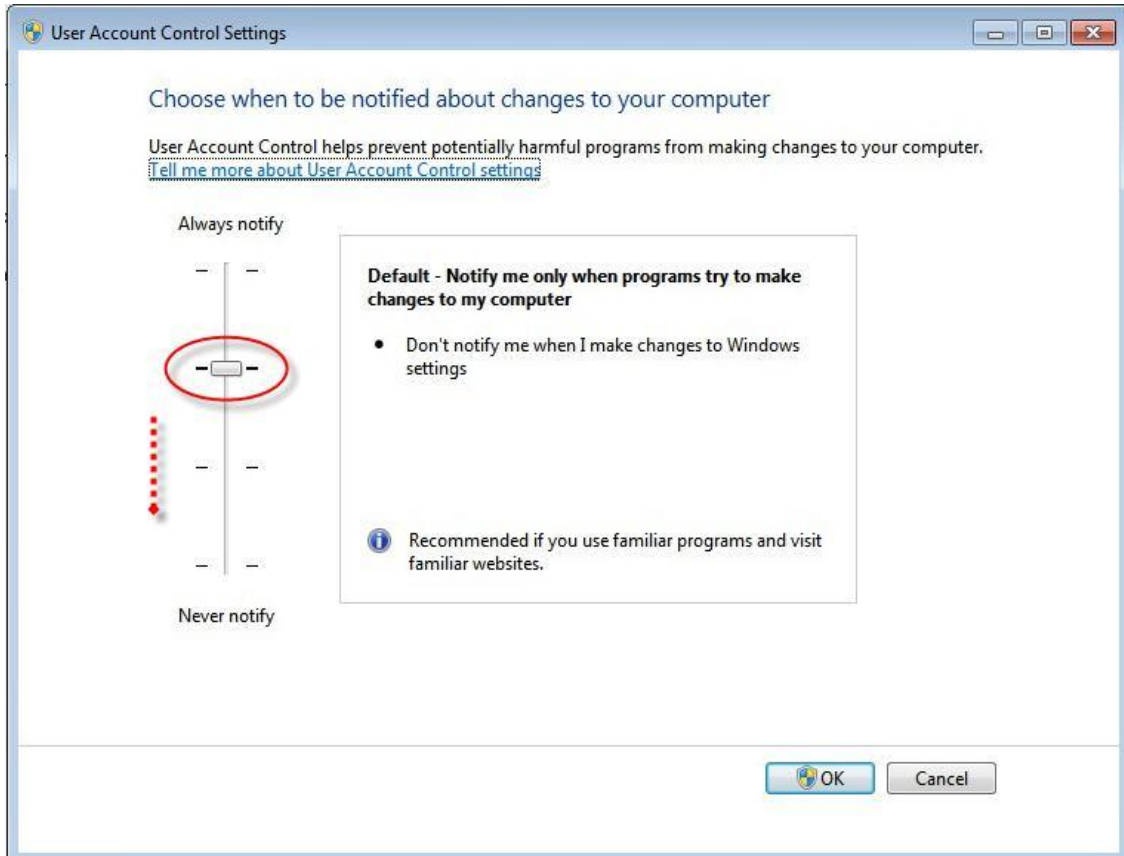 User Account Control Settings
Choose when to be notified about changes to your computer
User Account Control helps prevent potentially harmful programs from making changes to your computer.
Tell me more about User Account Control settings
Always notify
Default - Notify me only when programs try to make
changes to my computer
• Don't notify me when I make changes to Windows
settings
Recommended if you use familiar programs and visit
familiar websites.
Never notify
OK
Cancel